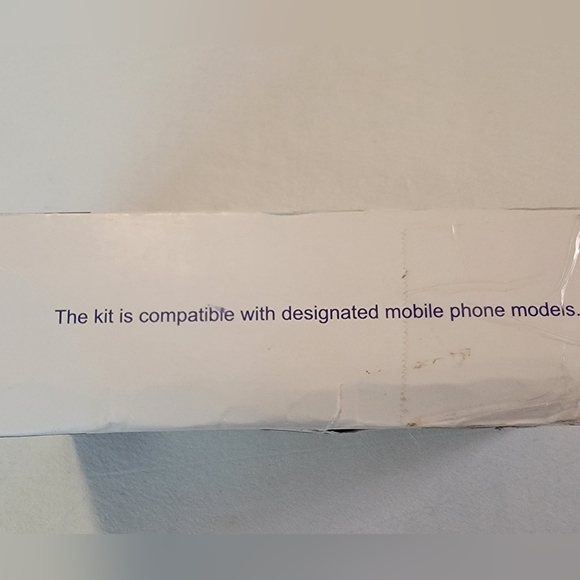 The kit is compatible with designated mobile phone models.